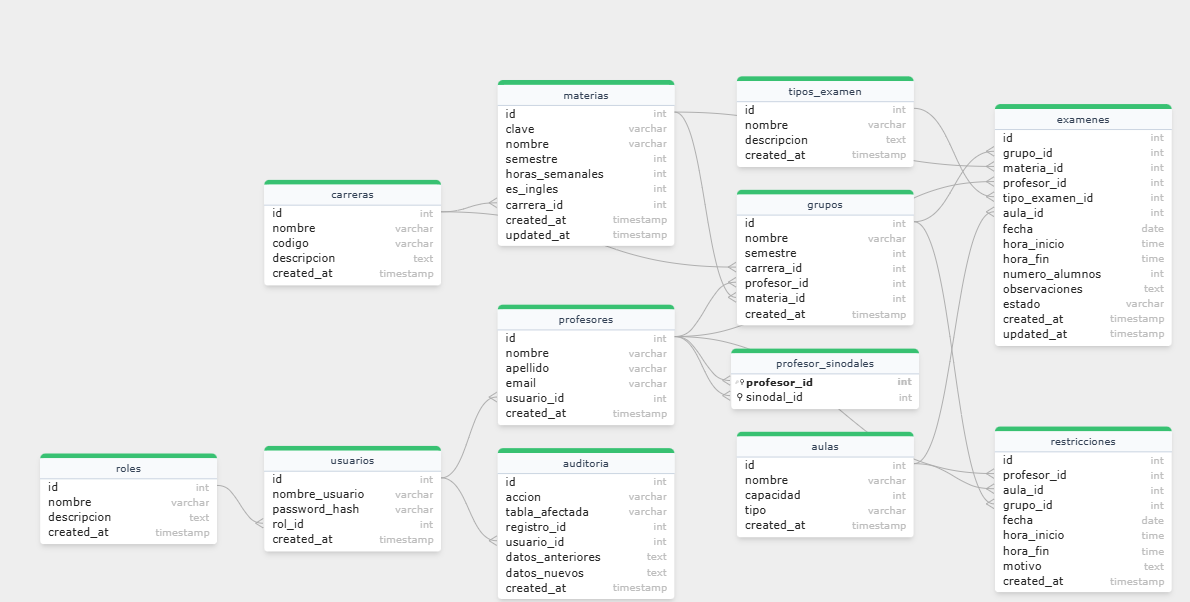 materias
id int
clave varchar
nombre varchar
semestre int
horas_semanales int
es_ingles int
carrera_id int
created_at timestamp
updated_at timestamp
tipos_examen
id int
nombre varchar
descripcion text
created_at timestamp
examenes
id int
grupo_id int
materia_id int
profesor_id int
tipo_examen_id int
aula_id int
fecha date
hora_inicio time
hora_fin time
numero_alumnos int
observaciones text
estado varchar
created_at timestamp
updated_at timestamp
carreras
id int
nombre varchar
codigo varchar
descripcion text
created_at timestamp
grupos
id int
nombre varchar
semestre int
carrera_id int
profesor_id int
materia_id int
created_at timestamp
profesores
id int
nombre varchar
apellido varchar
email varchar
usuario_id int
created_at timestamp
profesor_sinodales
profesor_id int
sinodal_id int
roles
id int
nombre varchar
descripcion text
created_at timestamp
usuarios
id int
nombre_usuario varchar
password_hash varchar
rol_id int
created_at timestamp
auditoria
id int
accion varchar
tabla_afectada varchar
registro_id int
usuario_id int
datos_anteriores text
datos_nuevos text
created_at timestamp
aulas
id int
nombre varchar
capacidad int
tipo varchar
created_at timestamp
restricciones
id int
profesor_id int
aula_id int
grupo_id int
fecha date
hora_inicio time
hora_fin time
motivo text
created_at timestamp